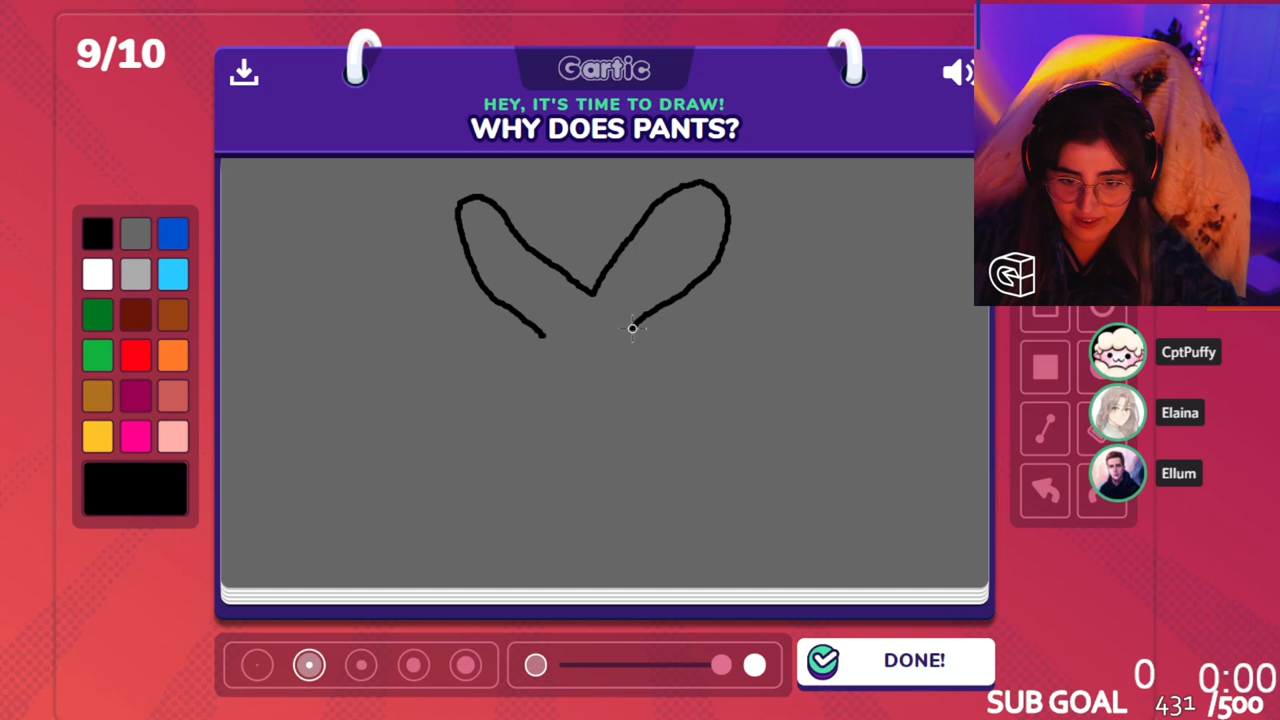 9/10
Gartic
HEY, IT'S TIME TO DRAW!
WHY DOES PANTS?
CptPuffy
Elaina
Ellum
DONE!
0 0:00
SUB GOAL 431 /500